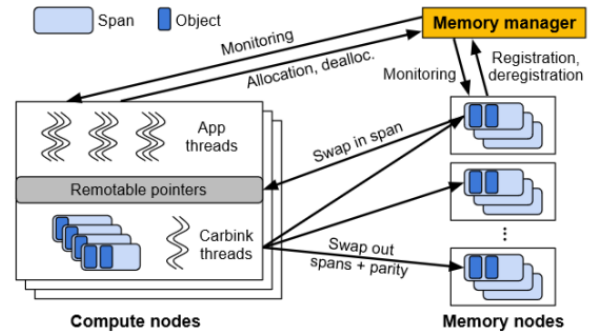 Span
Object
Memory manager
Monitoring
Allocation, dealloc.
Monitoring
Registration,
deregistration
App
threads
Swap in span
Remotable pointers
Carbink
threads
Swap out
spans + parity
...
Compute nodes
Memory nodes